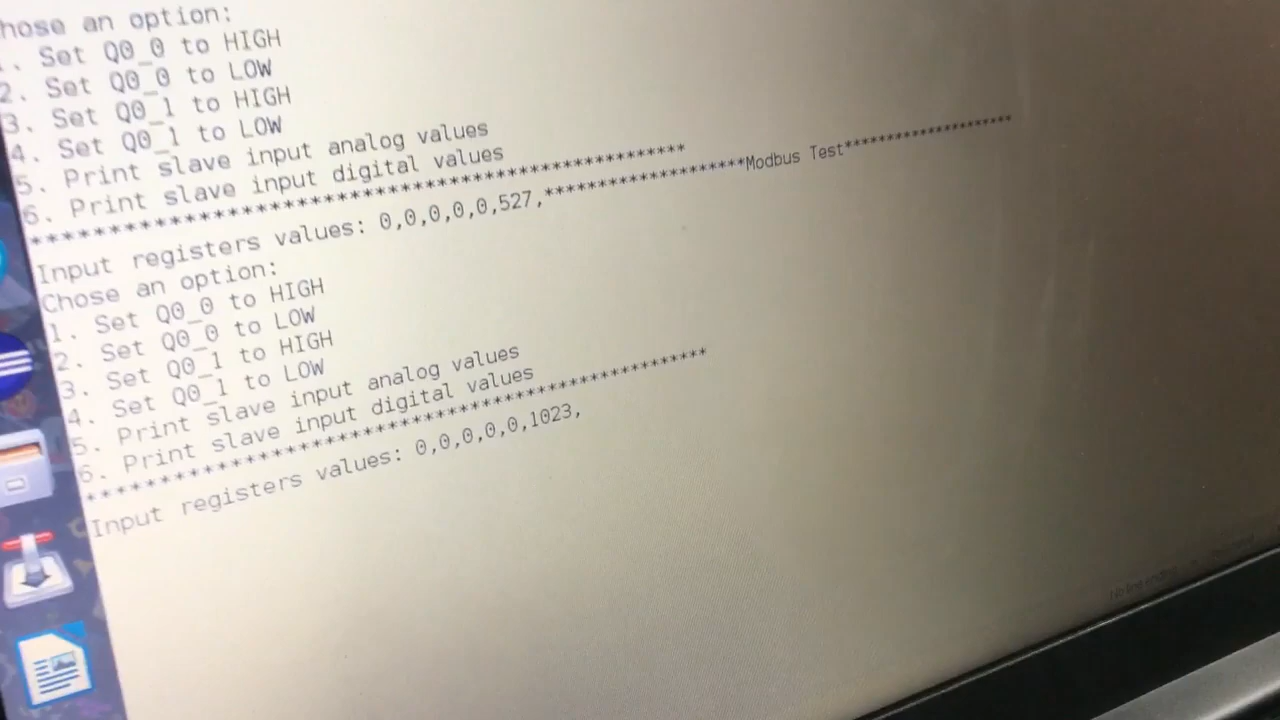 hose an option:
1. Set Q0_0 to HIGH
2. Set Q0_0 to LOW
3. Set Q0_1 to HIGH
4. Set Q0_1 to LOW
5. Print slave input analog values
6. Print slave input digital values
**************************************************
Input registers values: 0,0,0,0,0,527,********************Modbus Test********************
Chose an option:
1. Set Q0_0 to HIGH
2. Set Q0_0 to LOW
3. Set Q0_1 to HIGH
4. Set Q0_1 to LOW
5. Print slave input analog values
6. Print slave input digital values
**************************************************
Input registers values: 0,0,0,0,0,1023,